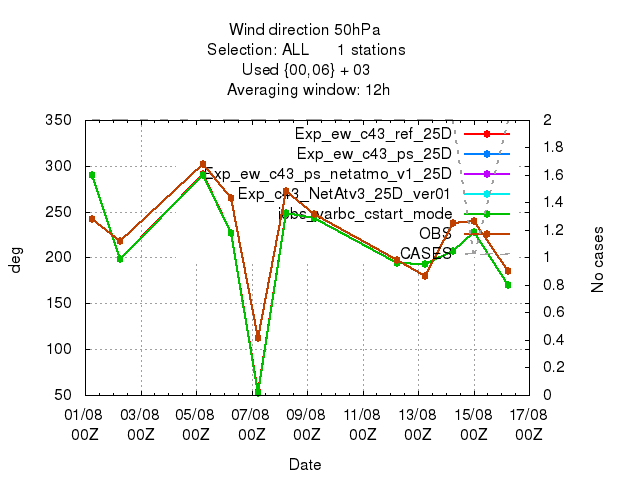 Wind direction 50hPa
Selection: ALL 1 stations
Used {00,06} + 03
Averaging window: 12h
350
300
250
200
150
100
50
deg
2
1.8
1.6
1.4
1.2
1
0.8
0.6
0.4
0.2
0
No cases
Exp_ew_c43_ref_25D
Exp_ew_c43_ps_25D
Exp_ew_c43_ps_netatmo_v1_25D
Exp_c43_NetAtv3_25D_ver01
OBS
CASES
01/08 03/08 05/08 07/08 09/08 11/08 13/08 15/08 17/08
00Z 00Z 00Z 00Z 00Z 00Z 00Z 00Z 00Z
Date